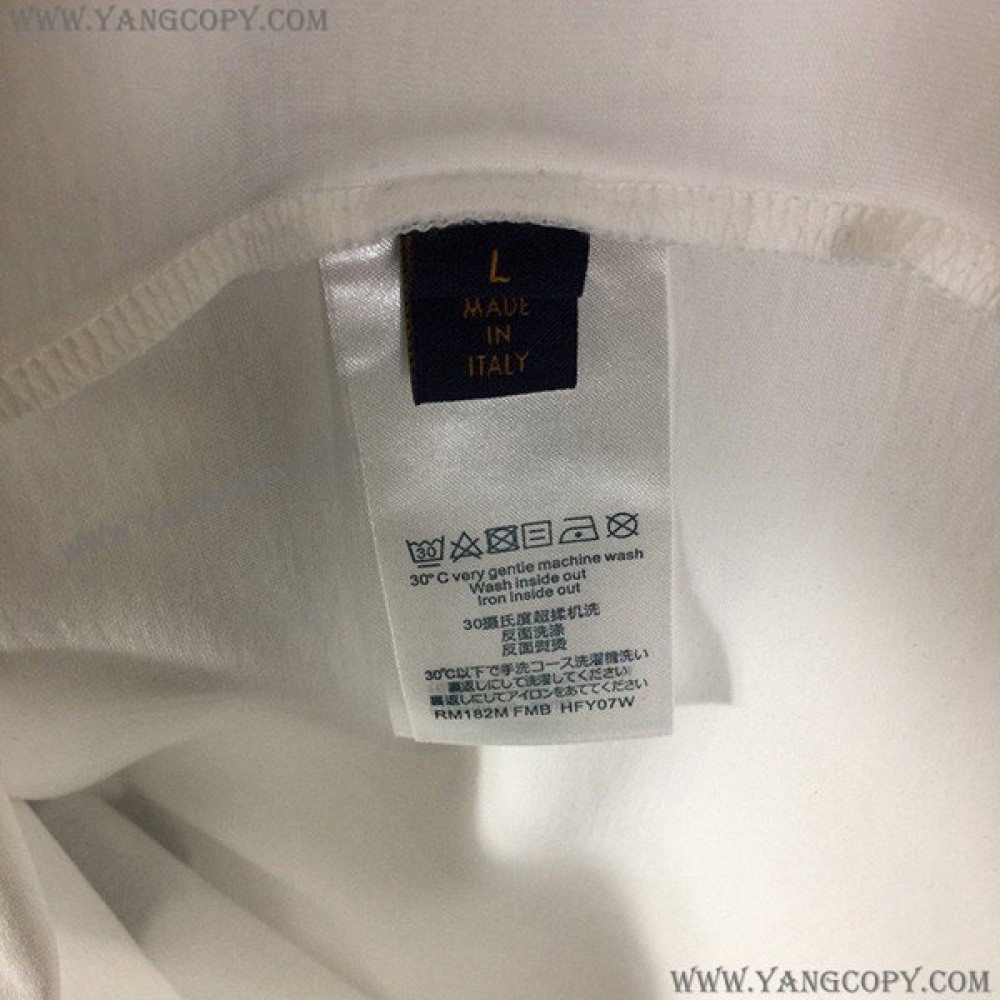 WWW.YANGCOPY.COM
L
MADE
IN
ITALY
30
30°C very gentie machine wash
Wash inside out
Iron Inside out
30摄氏度超揉机洗
反面洗涤
反面熨烫
30℃以下で手洗コース洗濯機洗い
裏返しにして洗濯してください
裏返しにしてアイロンをあててください
RM182M FMB HFY07W
WWW.YANGCOPY.COM